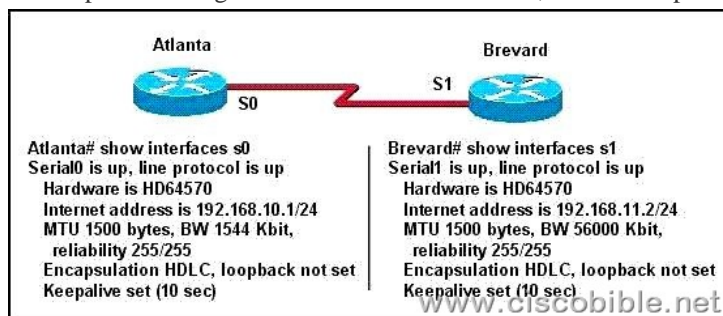 Atlanta
Brevard
S0
S1
Atlanta# show interfaces s0
Serial0 is up, line protocol is up
Hardware is HD64570
Internet address is 192.168.10.1/24
MTU 1500 bytes, BW 1544 Kbit,
reliability 255/255
Encapsulation HDLC, loopback not set
Keepalive set (10 sec)
Brevard# show interfaces s1
Serial1 is up, line protocol is up
Hardware is HD64570
Internet address is 192.168.11.2/24
MTU 1500 bytes, BW 56000 Kbit,
reliability 255/255
Encapsulation HDLC, loopback not set
Keepalive set (10 sec)
www.ciscobible.net